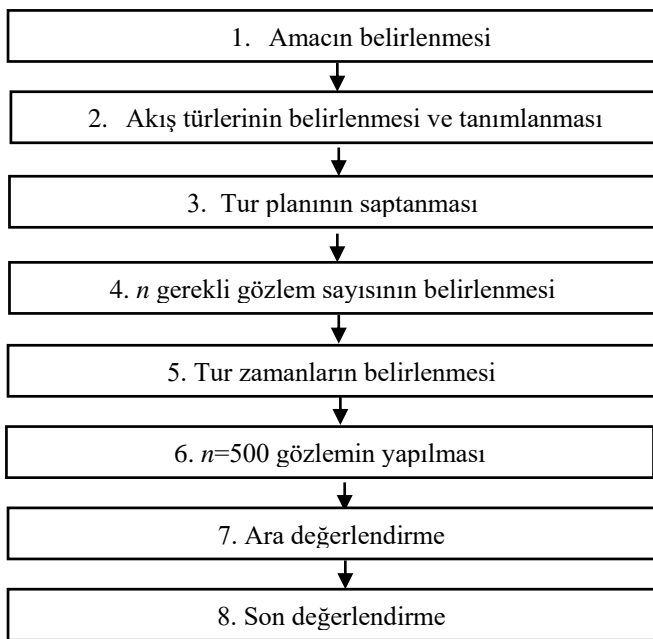 1. Amacın belirlenmesi
2. Akış türlerinin belirlenmesi ve tanımlanması
3. Tur planının saptanması
4. n gerekli gözlem sayısının belirlenmesi
5. Tur zamanların belirlenmesi
6. n=500 gözlemin yapılması
7. Ara değerlendirme
8. Son değerlendirme